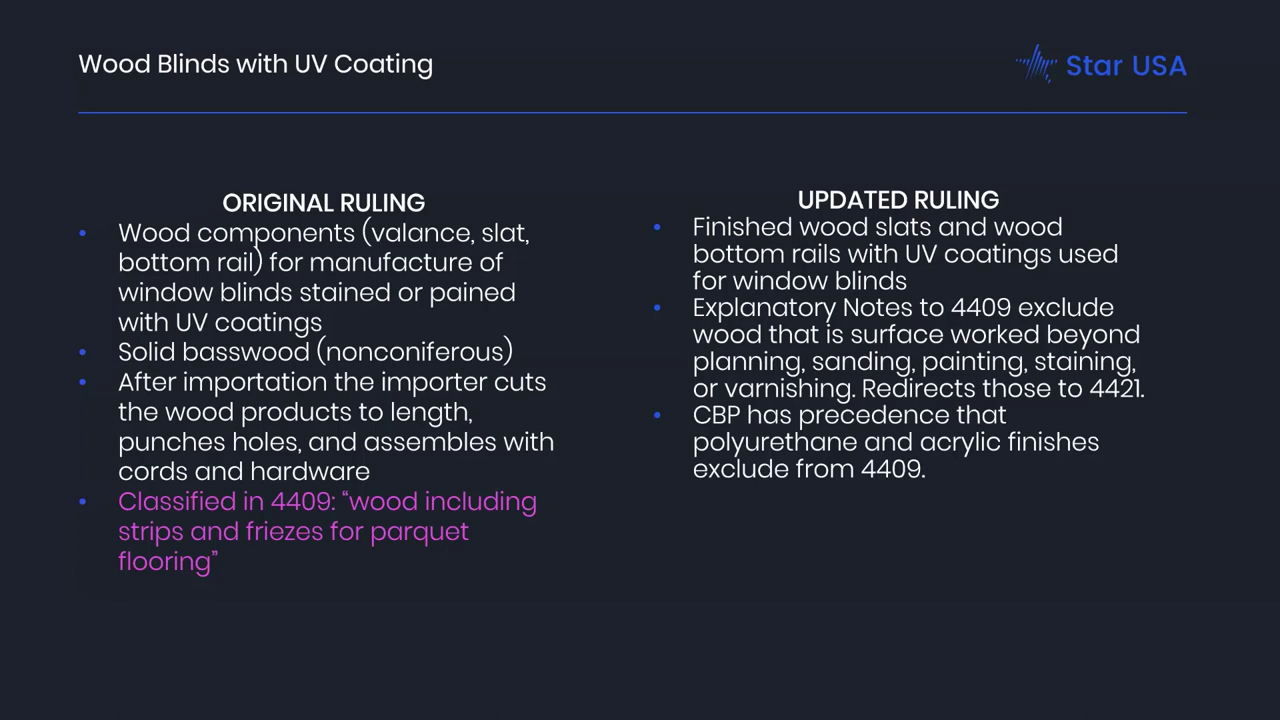 Wood Blinds with UV Coating
Star USA
ORIGINAL RULING
• Wood components (valance, slat,
bottom rail) for manufacture of
window blinds stained or pained
with UV coatings
• Solid basswood (nonconiferous)
• After importation the importer cuts
the wood products to length,
punches holes, and assembles with
cords and hardware
• Classified in 4409: “wood including
strips and friezes for parquet
flooring”
UPDATED RULING
• Finished wood slats and wood
bottom rails with UV coatings used
for window blinds
• Explanatory Notes to 4409 exclude
wood that is surface worked beyond
planning, sanding, painting, staining,
or varnishing. Redirects those to 4421.
• CBP has precedence that
polyurethane and acrylic finishes
exclude from 4409.